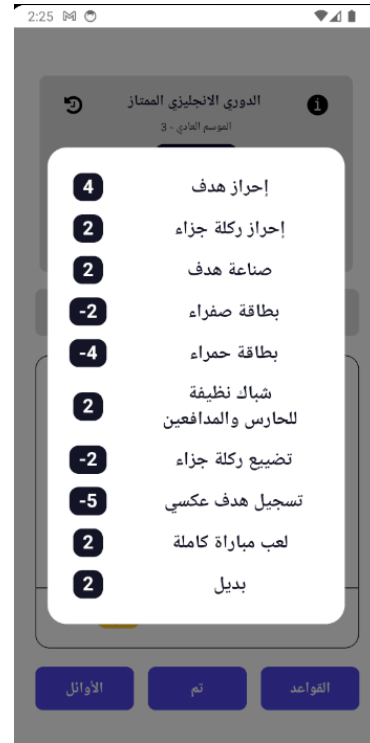 2:25
الدوري الانجليزي الممتاز
الموسم العادي - 3
إحراز هدف 4
إحراز ركلة جزاء 2
صناعة هدف 2
بطاقة صفراء -2
بطاقة حمراء -4
شباك نظيفة
للحارس والمدافعين 2
تضييع ركلة جزاء -2
تسجيل هدف عكسي -5
لعب مباراة كاملة 2
بديل 2
القواعد
تم
الأوائل